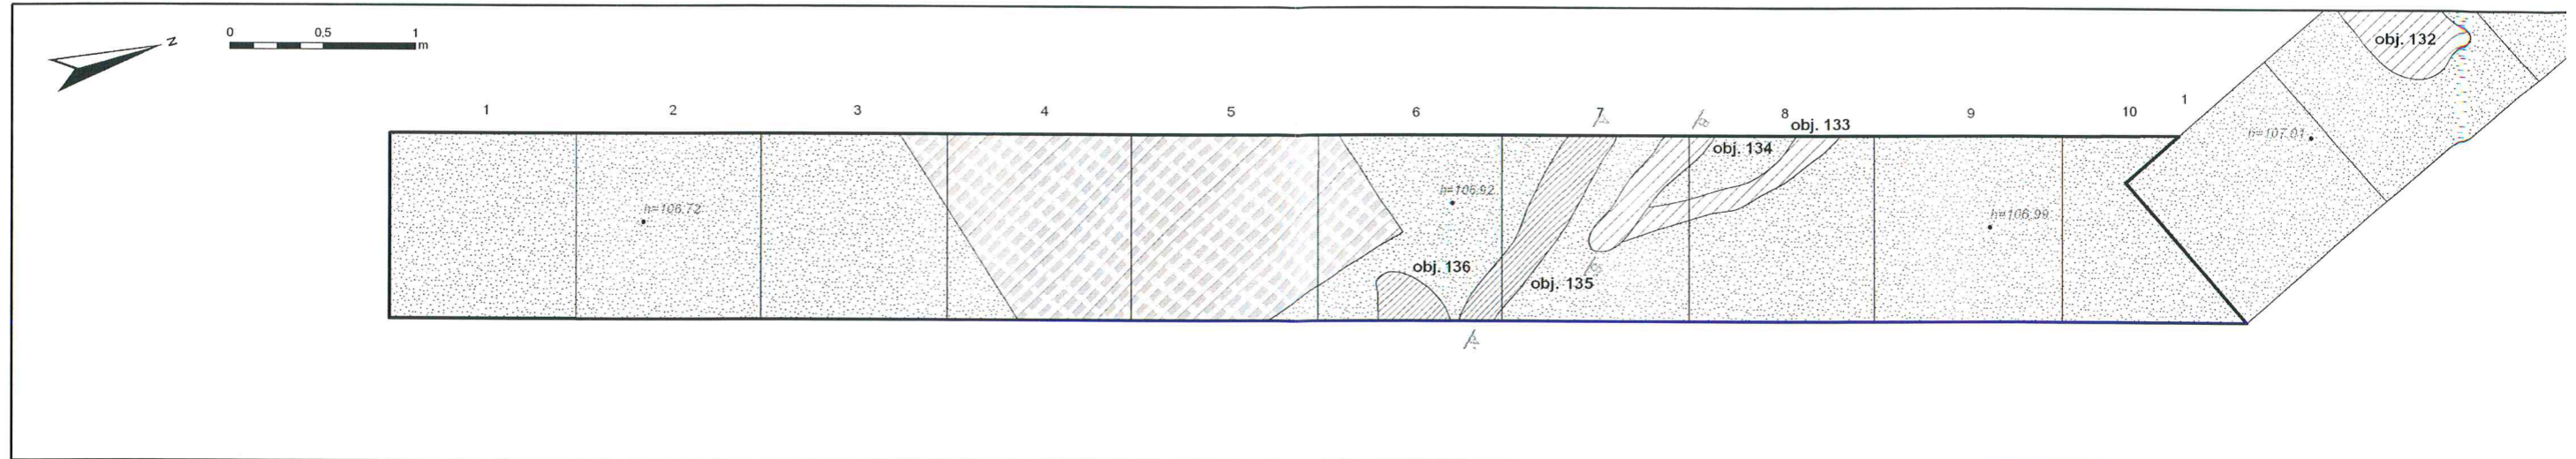 N
0 0,5 1
m
obj. 132
1 2 3 4 5 6 7 8 9 10 1
obj. 133
h=107,01
obj. 134
h=106,92
h=106,72
h=106,99
obj. 136
obj. 135